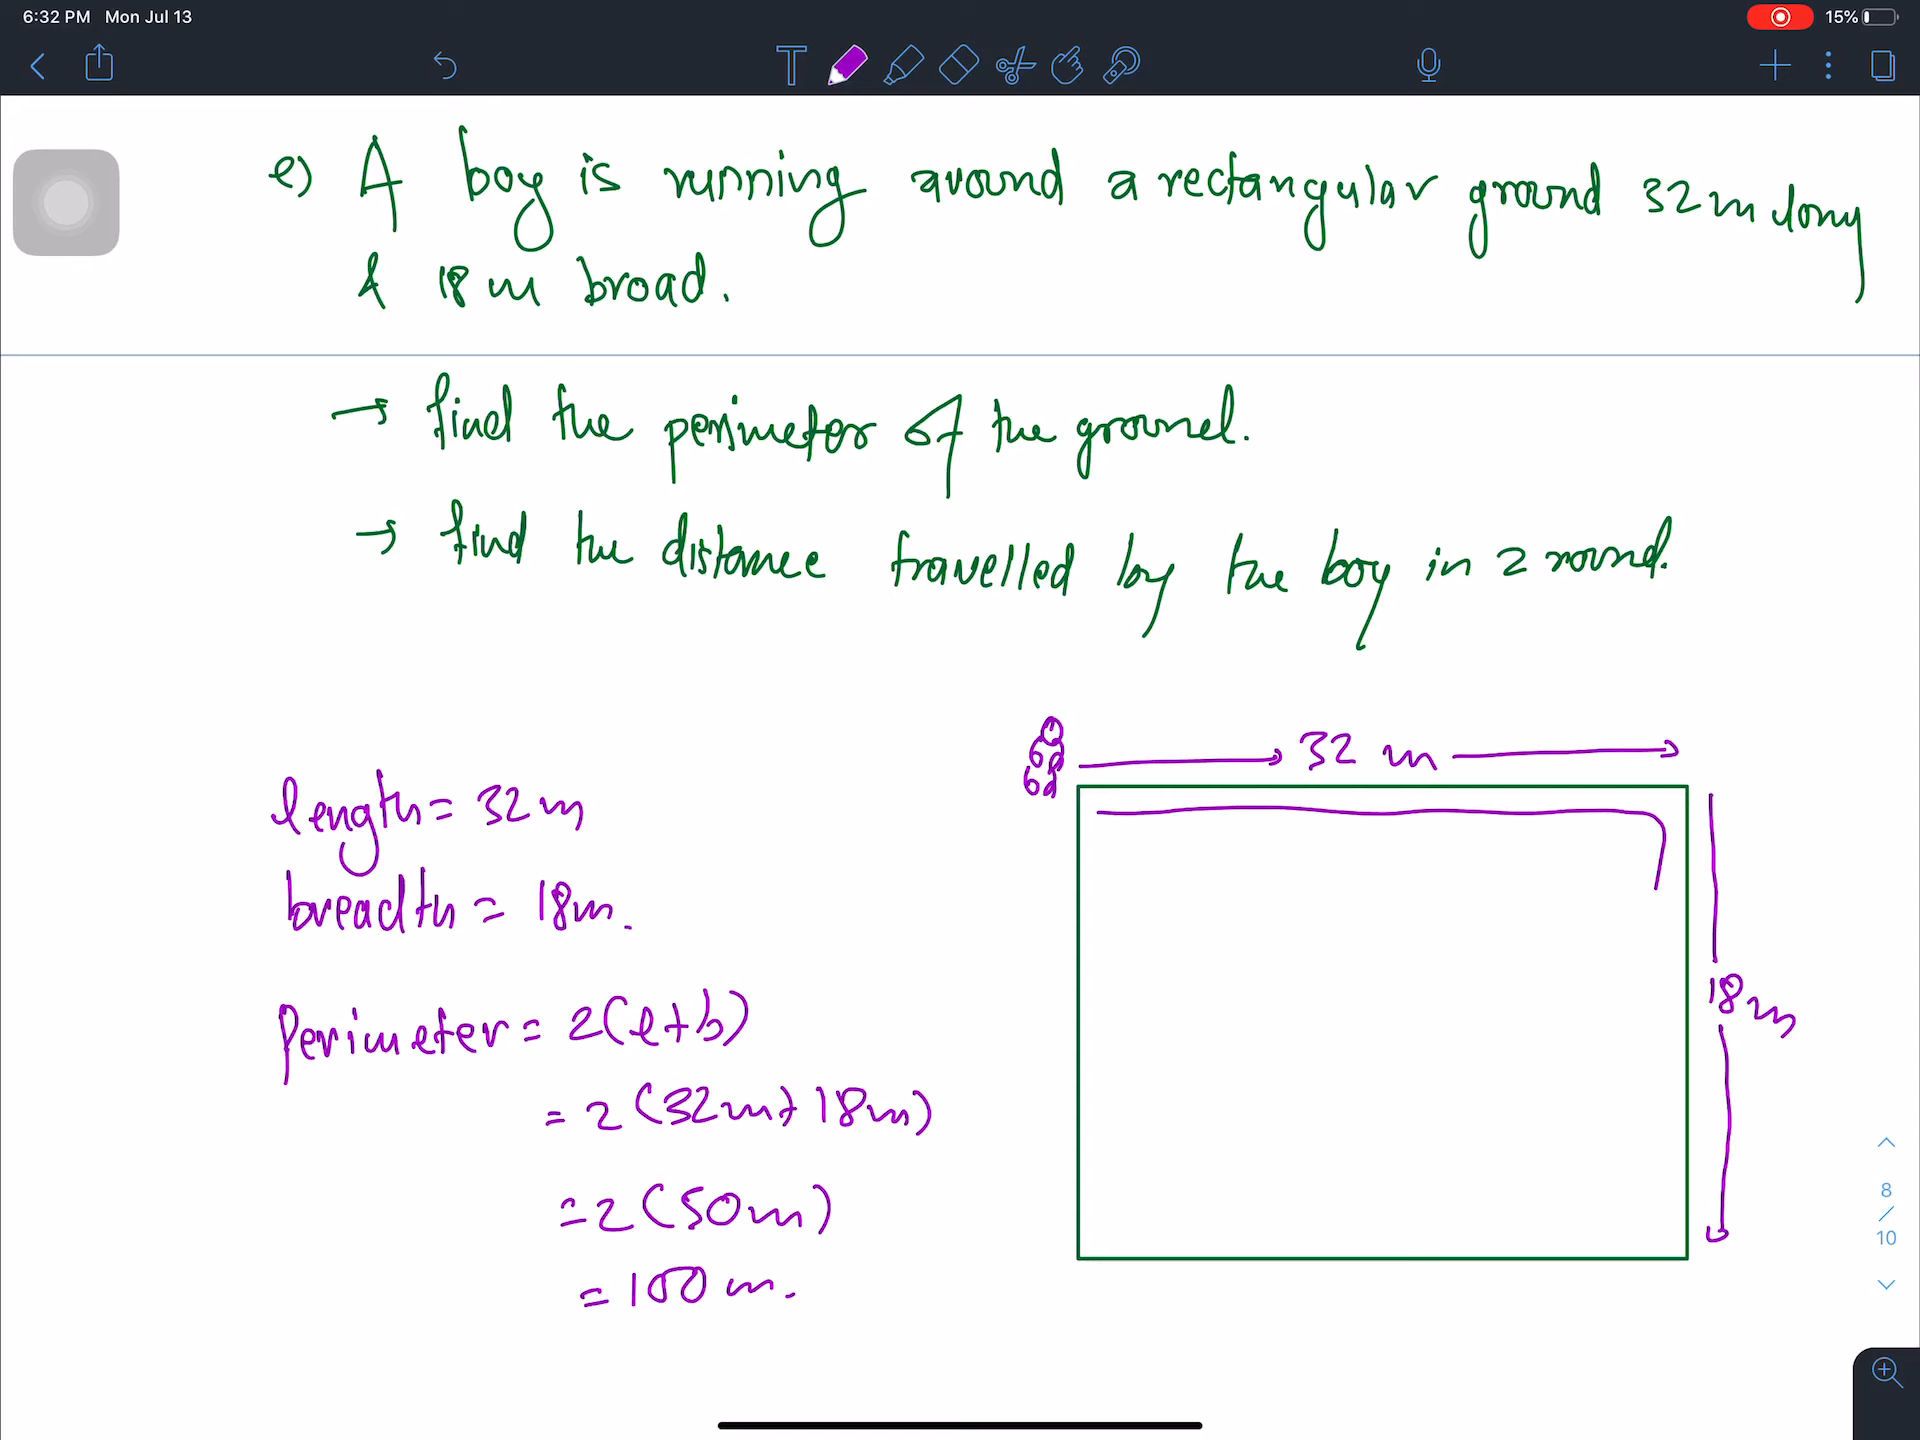 6:32 PM Mon Jul 13
15%
e) A boy is running around a rectangular ground 32m long
& 18m broad.
→ find the perimeter of the ground.
→ find the distance travelled by the boy in 2 round.
32 m
length = 32m
breadth = 18m.
18m
Perimeter = 2(l+b)
= 2(32m+18m)
= 2(50m)
= 100m.
8
/
10